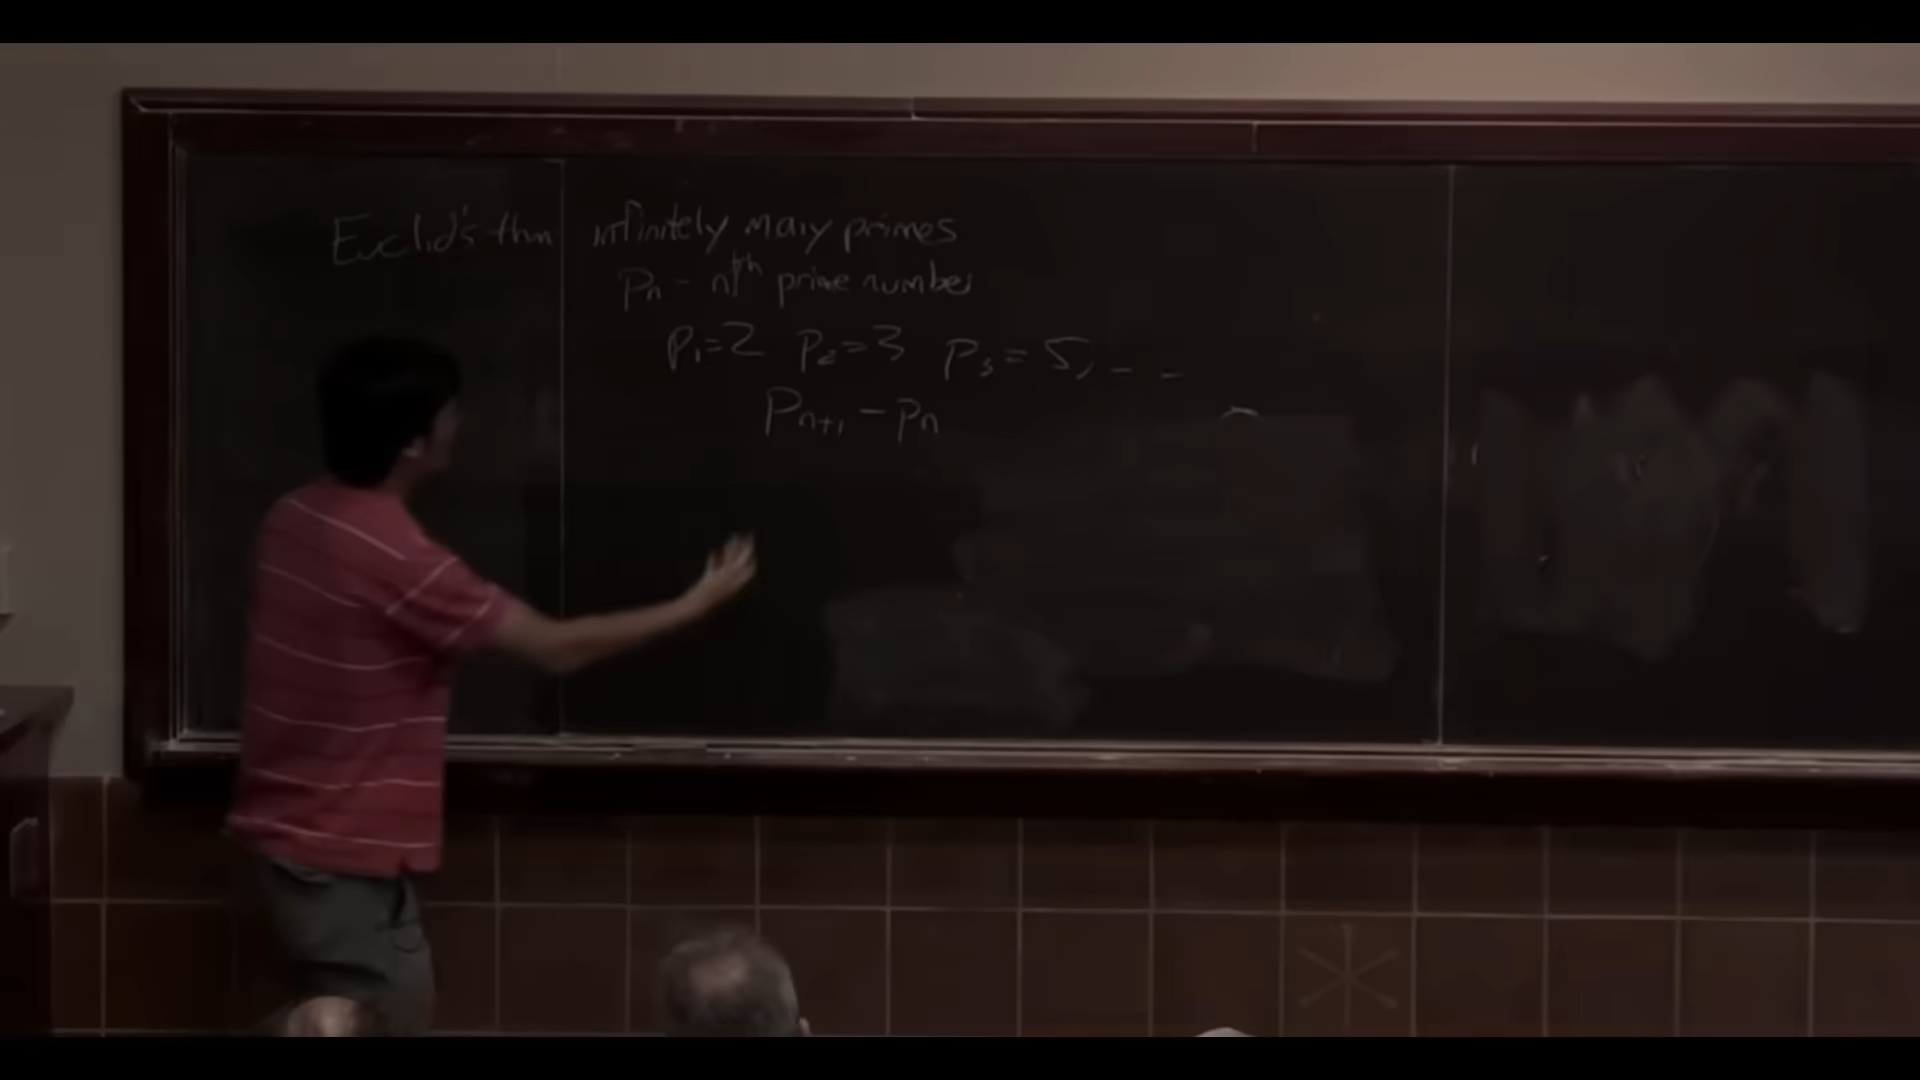 Euclid's thm infinitely many primes
pn - nth prime number
p1=2 p2=3 p3=5, - -
pn+1 - pn